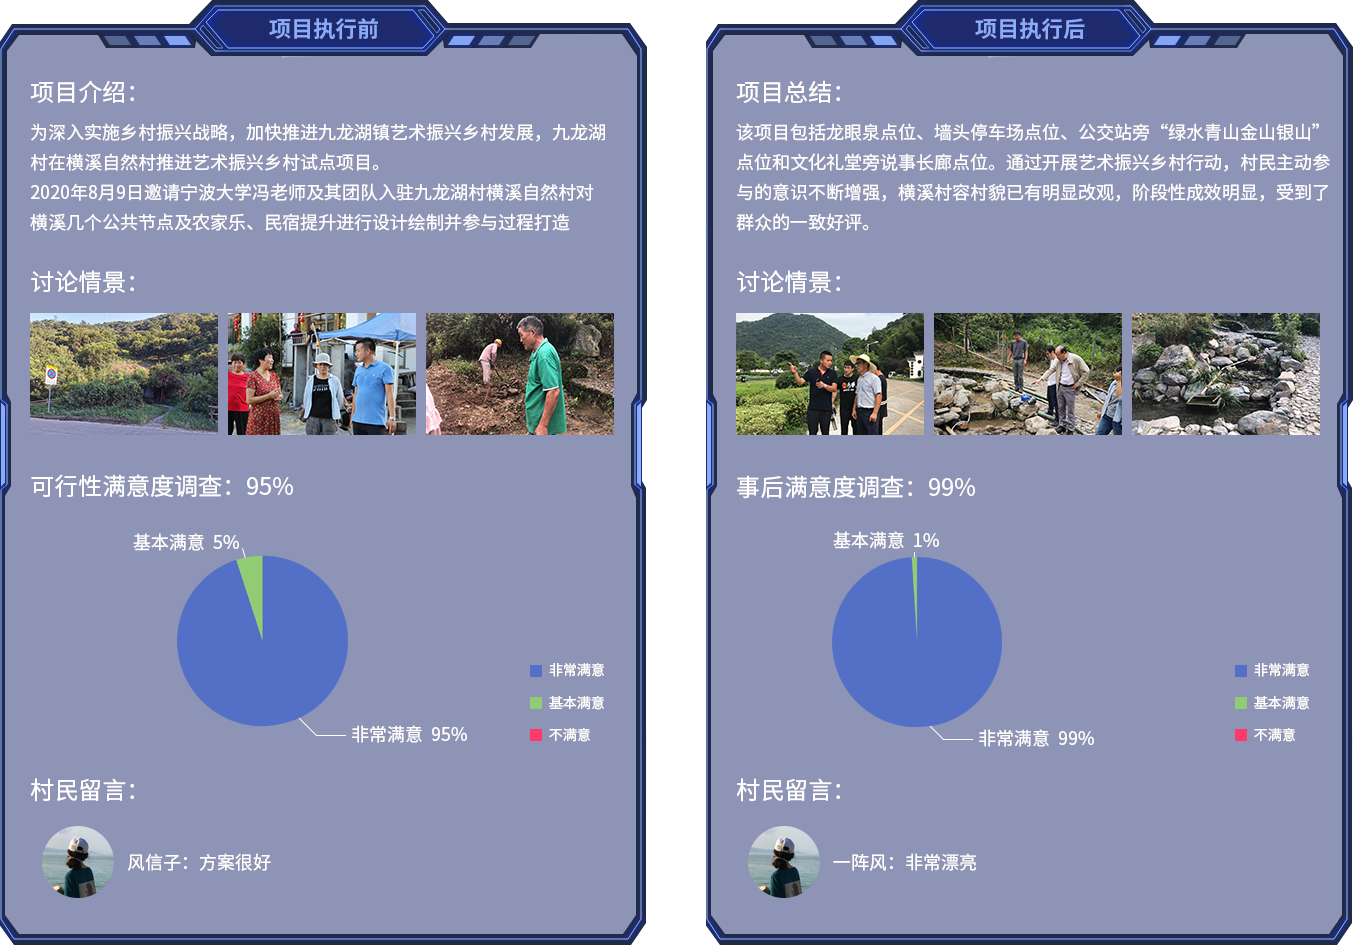 项目执行前
项目介绍：
为深入实施乡村振兴战略，加快推进九龙湖镇艺术振兴乡村发展，九龙湖
村在横溪自然村推进艺术振兴乡村试点项目。
2020年8月9日邀请宁波大学冯老师及其团队入驻九龙湖村横溪自然村对
横溪几个公共节点及农家乐、民宿提升进行设计绘制并参与过程打造
讨论情景：
可行性满意度调查：95%
基本满意 5%
非常满意 95%
非常满意
基本满意
不满意
村民留言：
风信子：方案很好
项目执行后
项目总结：
该项目包括龙眼泉点位、墙头停车场点位、公交站旁“绿水青山金山银山”
点位和文化礼堂旁说事长廊点位。通过开展艺术振兴乡村行动，村民主动参
与的意识不断增强，横溪村容村貌已有明显改观，阶段性成效明显，受到了
群众的一致好评。
讨论情景：
事后满意度调查：99%
基本满意 1%
非常满意 99%
非常满意
基本满意
不满意
村民留言：
一阵风：非常漂亮